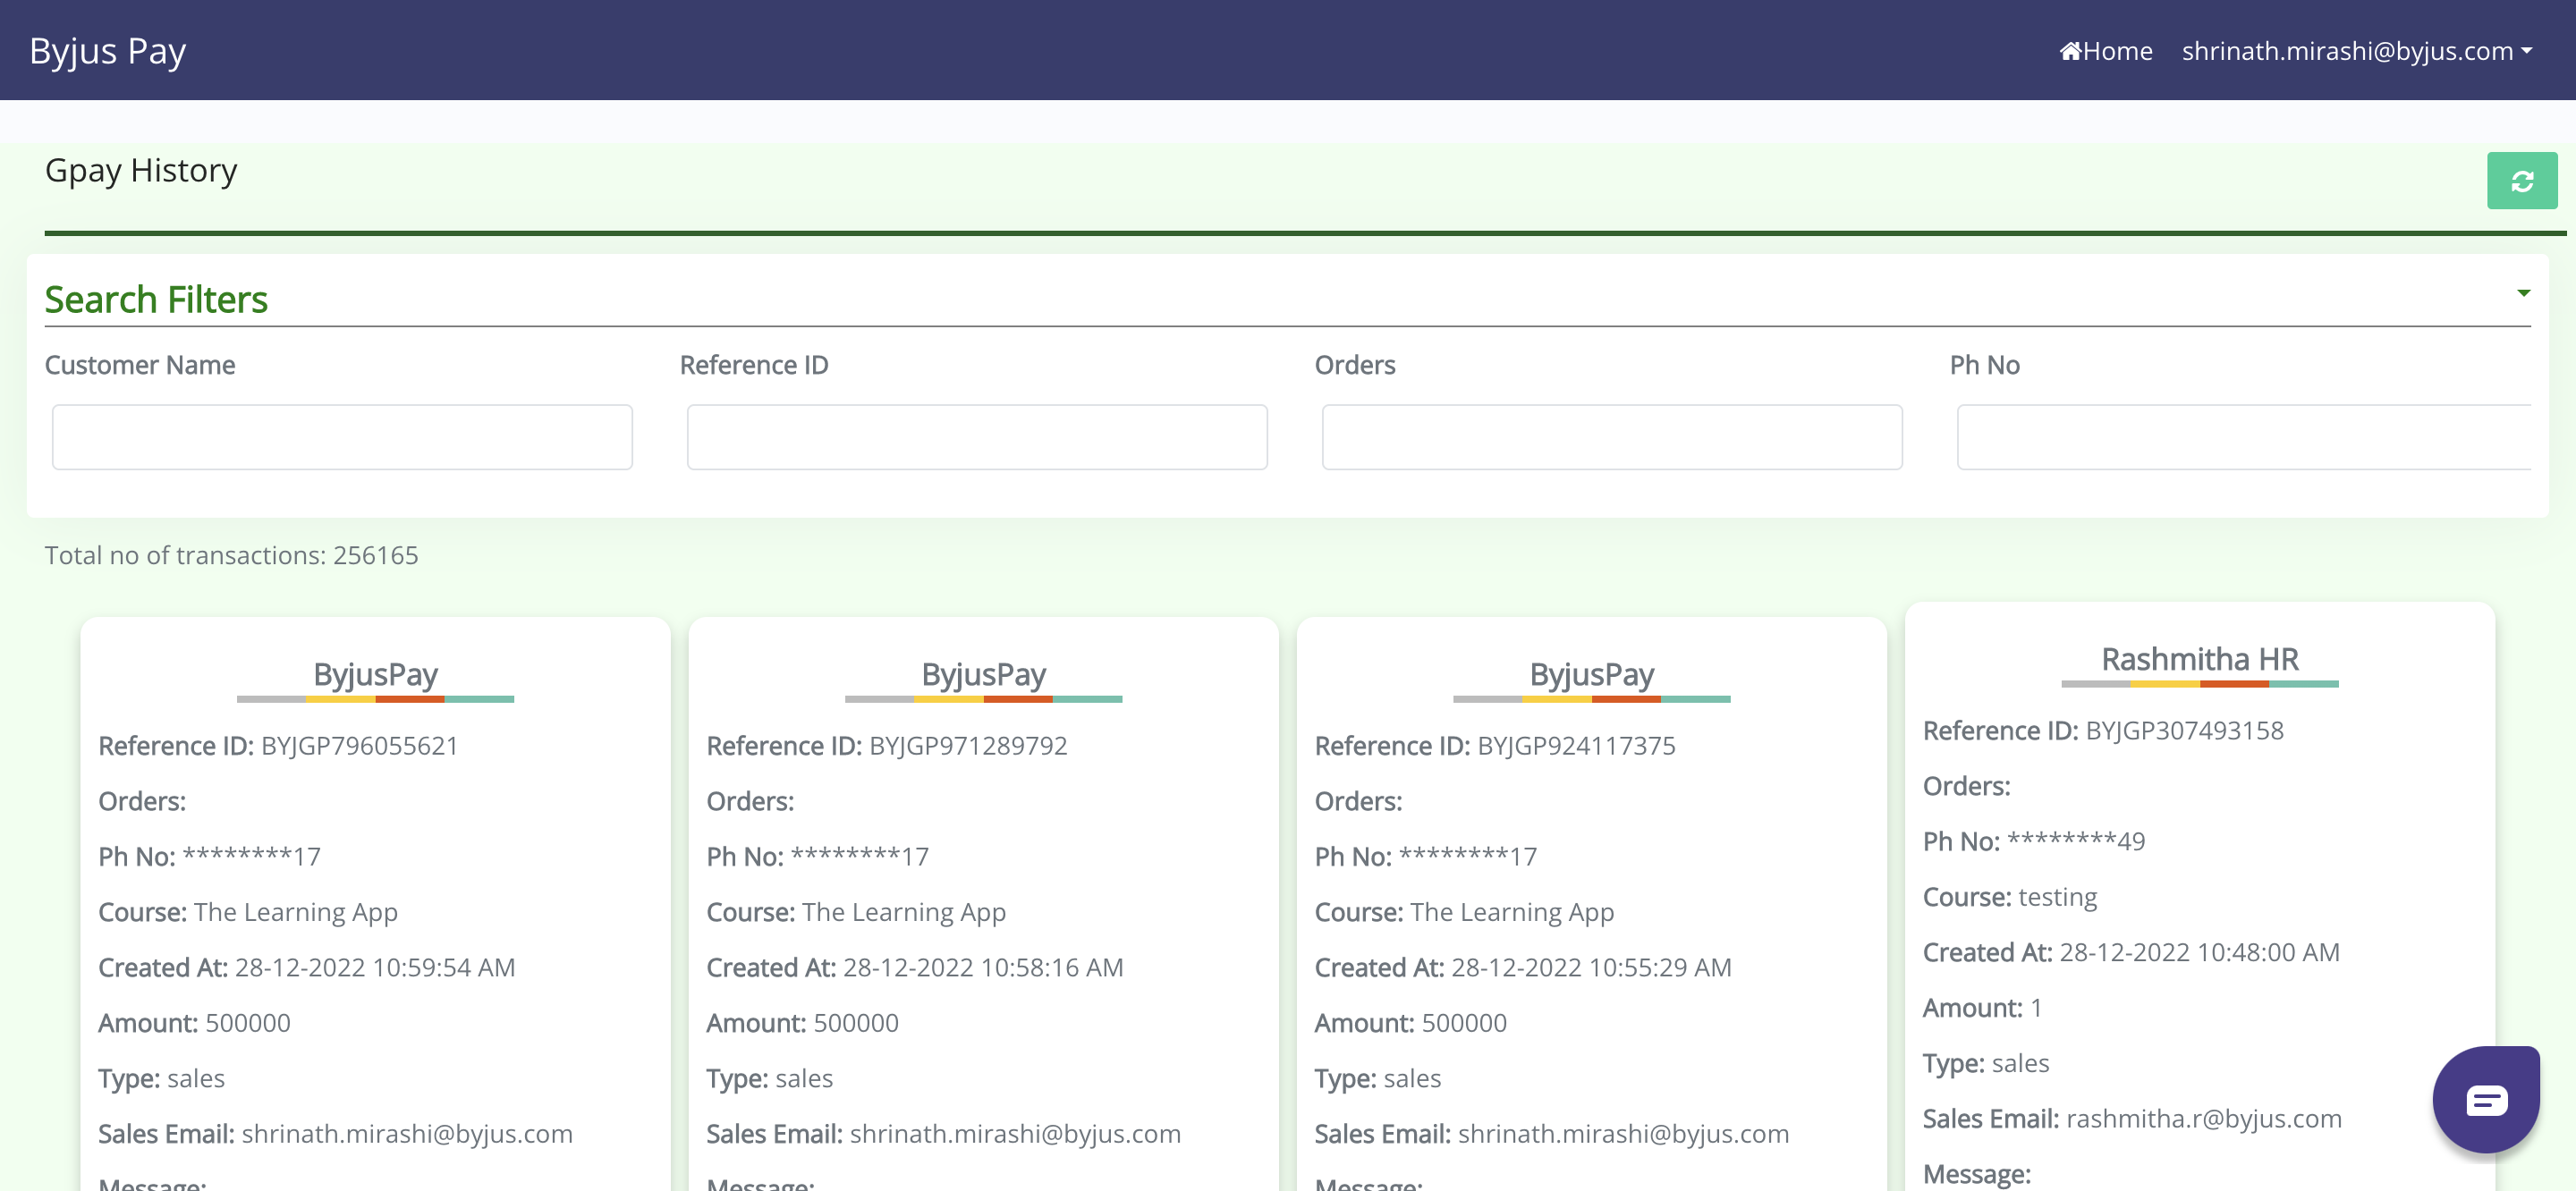 Byjus Pay
Home
shrinath.mirashi@byjus.com
Gpay History
Search Filters
Customer Name
Reference ID
Orders
Ph No
Total no of transactions: 256165
ByjusPay
Reference ID: BYJGP796055621
Orders:
Ph No: ********17
Course: The Learning App
Created At: 28-12-2022 10:59:54 AM
Amount: 500000
Type: sales
Sales Email: shrinath.mirashi@byjus.com
Message:
ByjusPay
Reference ID: BYJGP971289792
Orders:
Ph No: ********17
Course: The Learning App
Created At: 28-12-2022 10:58:16 AM
Amount: 500000
Type: sales
Sales Email: shrinath.mirashi@byjus.com
Message:
ByjusPay
Reference ID: BYJGP924117375
Orders:
Ph No: ********17
Course: The Learning App
Created At: 28-12-2022 10:55:29 AM
Amount: 500000
Type: sales
Sales Email: shrinath.mirashi@byjus.com
Message:
Rashmitha HR
Reference ID: BYJGP307493158
Orders:
Ph No: ********49
Course: testing
Created At: 28-12-2022 10:48:00 AM
Amount: 1
Type: sales
Sales Email: rashmitha.r@byjus.com
Message: